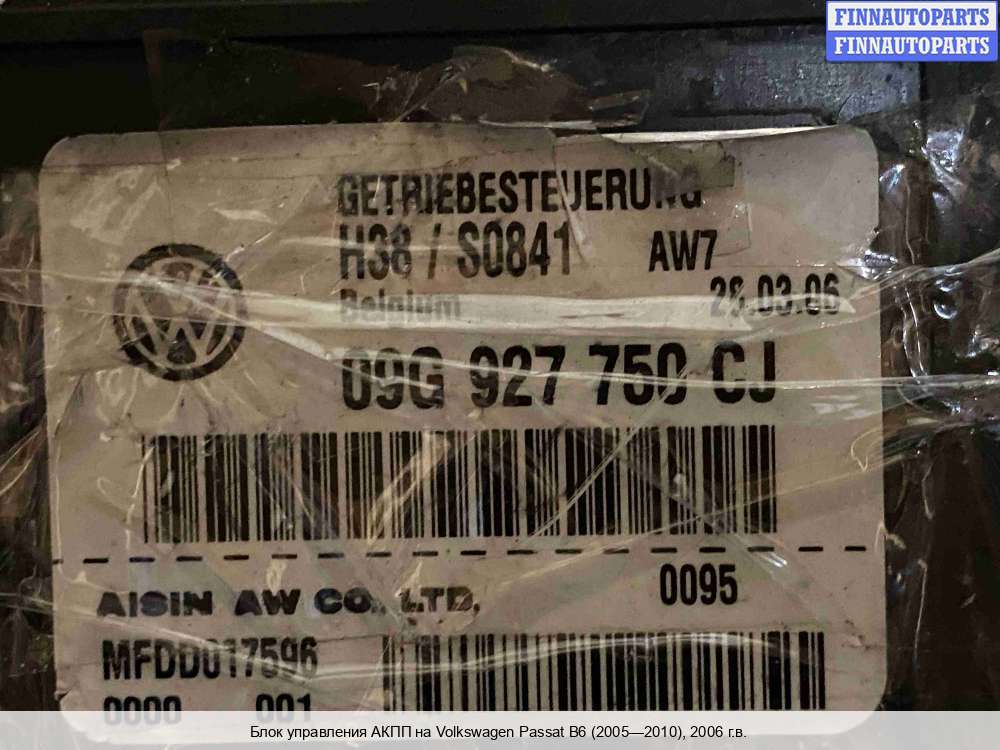 FINNAUTOPARTS
FINNAUTOPARTS
GETRIEBESTEUERUNG
H38 / S0841 AW7
Belgium 28.03.06
09G 927 750 CJ
0095
AISIN AW CO., LTD.
MFDD017596
0000 001
Блок управления АКПП на Volkswagen Passat B6 (2005—2010), 2006 г.в.